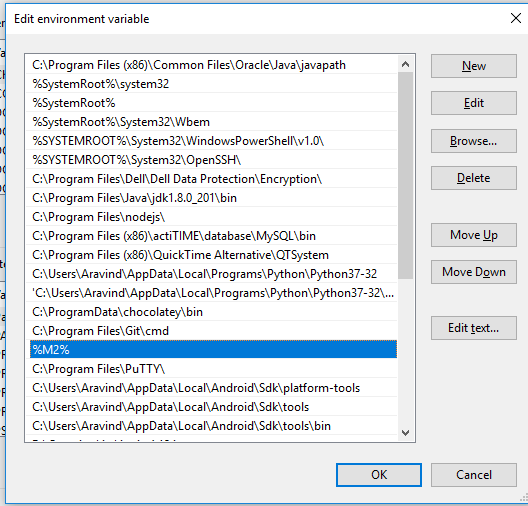 Edit environment variable
C:\Program Files (x86)\Common Files\Oracle\Java\javapath
%SystemRoot%\system32
%SystemRoot%
%SystemRoot%\System32\Wbem
%SYSTEMROOT%\System32\WindowsPowerShell\v1.0\
%SYSTEMROOT%\System32\OpenSSH\
C:\Program Files\Dell\Dell Data Protection\Encryption\
C:\Program Files\Java\jdk1.8.0_201\bin
C:\Program Files\nodejs\
C:\Program Files (x86)\actiTIME\database\MySQL\bin
C:\Program Files (x86)\QuickTime Alternative\QTSystem
C:\Users\Aravind\AppData\Local\Programs\Python\Python37-32
'C:\Users\Aravind\AppData\Local\Programs\Python\Python37-32\...
C:\ProgramData\chocolatey\bin
C:\Program Files\Git\cmd
%M2%
C:\Program Files\PuTTY\
C:\Users\Aravind\AppData\Local\Android\Sdk\platform-tools
C:\Users\Aravind\AppData\Local\Android\Sdk\tools
C:\Users\Aravind\AppData\Local\Android\Sdk\tools\bin
New
Edit
Browse...
Delete
Move Up
Move Down
Edit text...
OK
Cancel